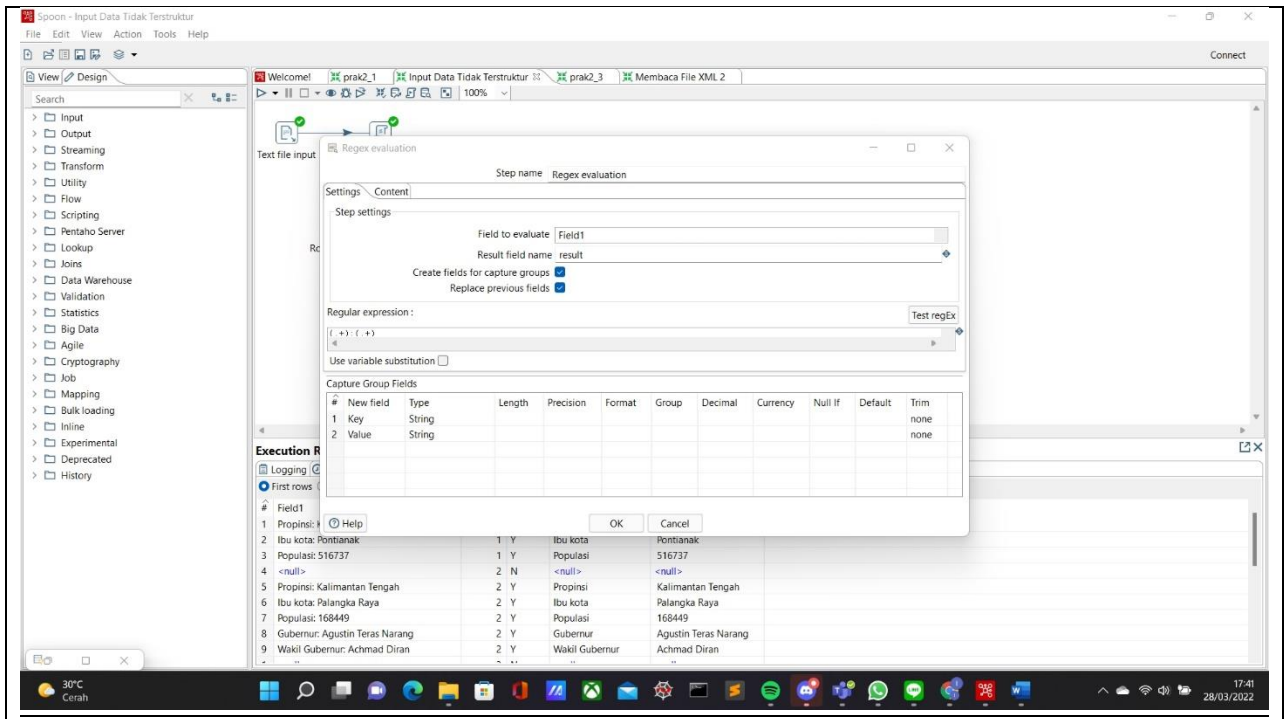 Spoon - Input Data Tidak Terstruktur
File Edit View Action Tools Help
Connect
View Design
Welcome! prak2_1 Input Data Tidak Terstruktur prak2_3 Membaca File XML 2
Search
100%
Input
Output
Streaming
Transform
Utility
Flow
Scripting
Pentaho Server
Lookup
Joins
Data Warehouse
Validation
Statistics
Big Data
Agile
Cryptography
Job
Mapping
Bulk loading
Inline
Experimental
Deprecated
History
Text file input
Regex evaluation
Step name Regex evaluation
Settings Content
Step settings
Field to evaluate Field1
Result field name result
Create fields for capture groups
Replace previous fields
Regular expression :
Test regEx
(.+):(.+)
Use variable substitution
Capture Group Fields
# New field Type Length Precision Format Group Decimal Currency Null If Default Trim
1 Key String none
2 Value String none
Help OK Cancel
Execution R
Logging
First rows
# Field1
1 Propinsi:
2 Ibu kota: Pontianak 1 Y Ibu kota Pontianak
3 Populasi: 516737 1 Y Populasi 516737
4 <null> 2 N <null> <null>
5 Propinsi: Kalimantan Tengah 2 Y Propinsi Kalimantan Tengah
6 Ibu kota: Palangka Raya 2 Y Ibu kota Palangka Raya
7 Populasi: 168449 2 Y Populasi 168449
8 Gubernur: Agustin Teras Narang 2 Y Gubernur Agustin Teras Narang
9 Wakil Gubernur: Achmad Diran 2 Y Wakil Gubernur Achmad Diran
30°C
Cerah
17:41
28/03/2022